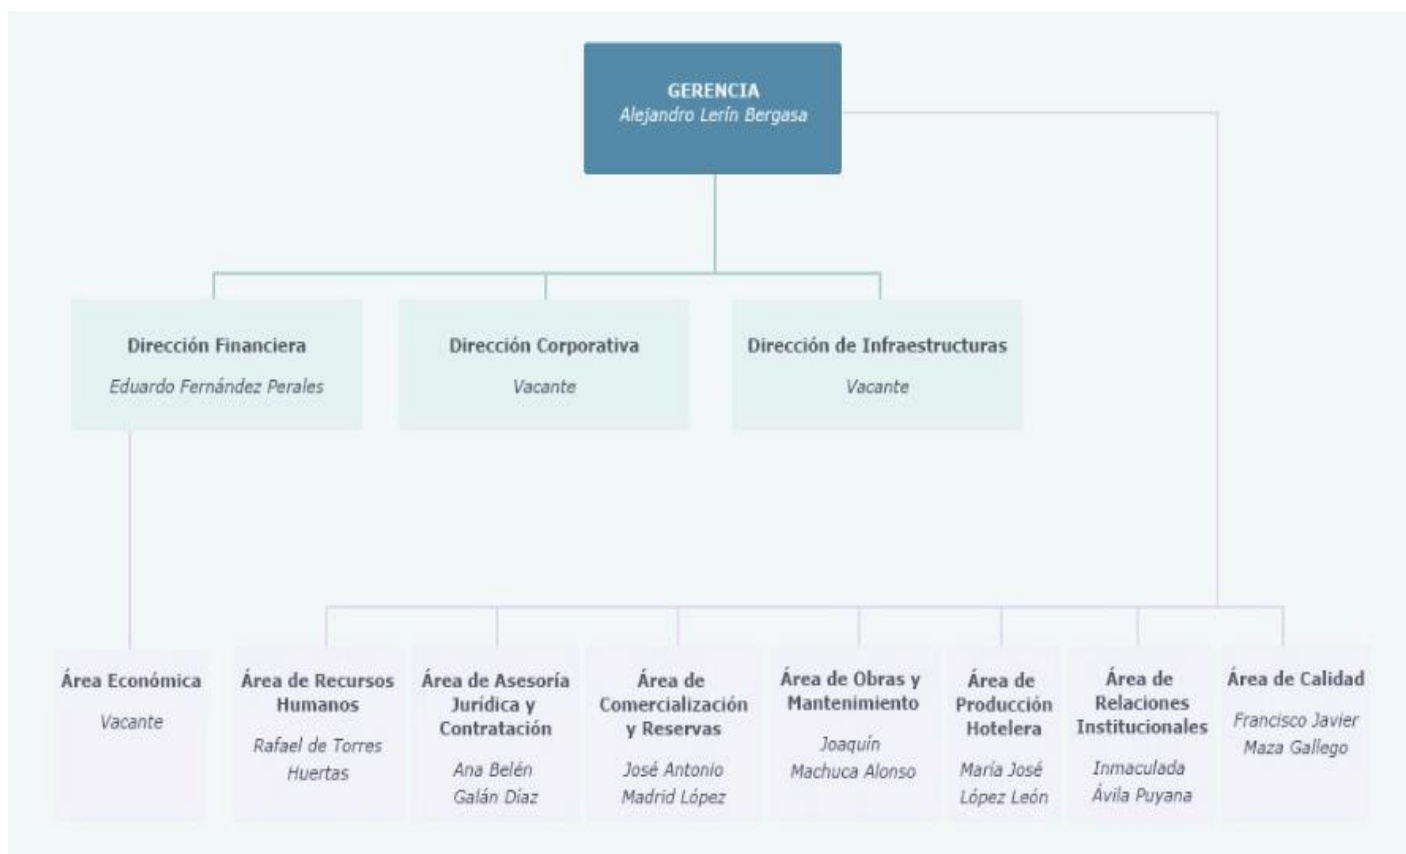 GERENCIA
Alejandro Lerín Bergasa
Dirección Financiera
Eduardo Fernández Perales
Dirección Corporativa
Vacante
Dirección de Infraestructuras
Vacante
Área Económica
Vacante
Área de Recursos
Humanos
Rafael de Torres
Huertas
Área de Asesoría
Jurídica y
Contratación
Ana Belén
Galán Díaz
Área de
Comercialización
y Reservas
José Antonio
Madrid López
Área de Obras y
Mantenimiento
Joaquín
Machuca Alonso
Área de
Producción
Hotelera
María José
López León
Área de
Relaciones
Institucionales
Inmaculada
Ávila Puyana
Área de Calidad
Francisco Javier
Maza Gallego